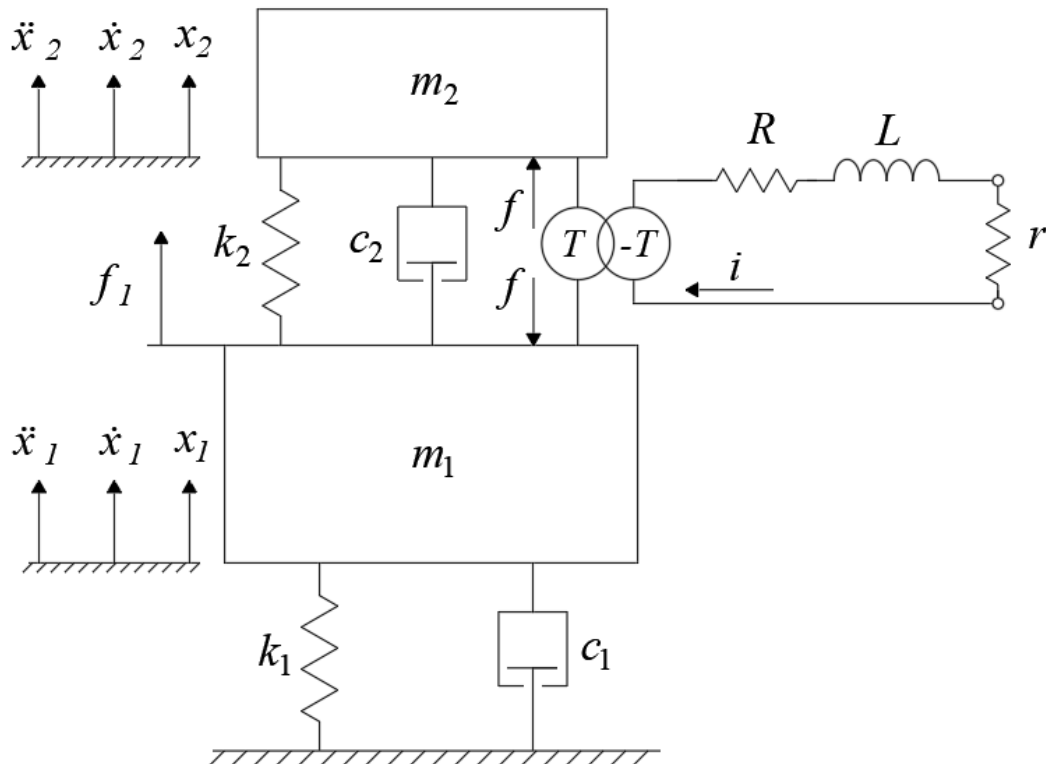 ẍ₂ ẋ₂ x₂
m₂
R L
k₂ c₂ f T -T r
f₁ f i
ẍ₁ ẋ₁ x₁
m₁
k₁ c₁